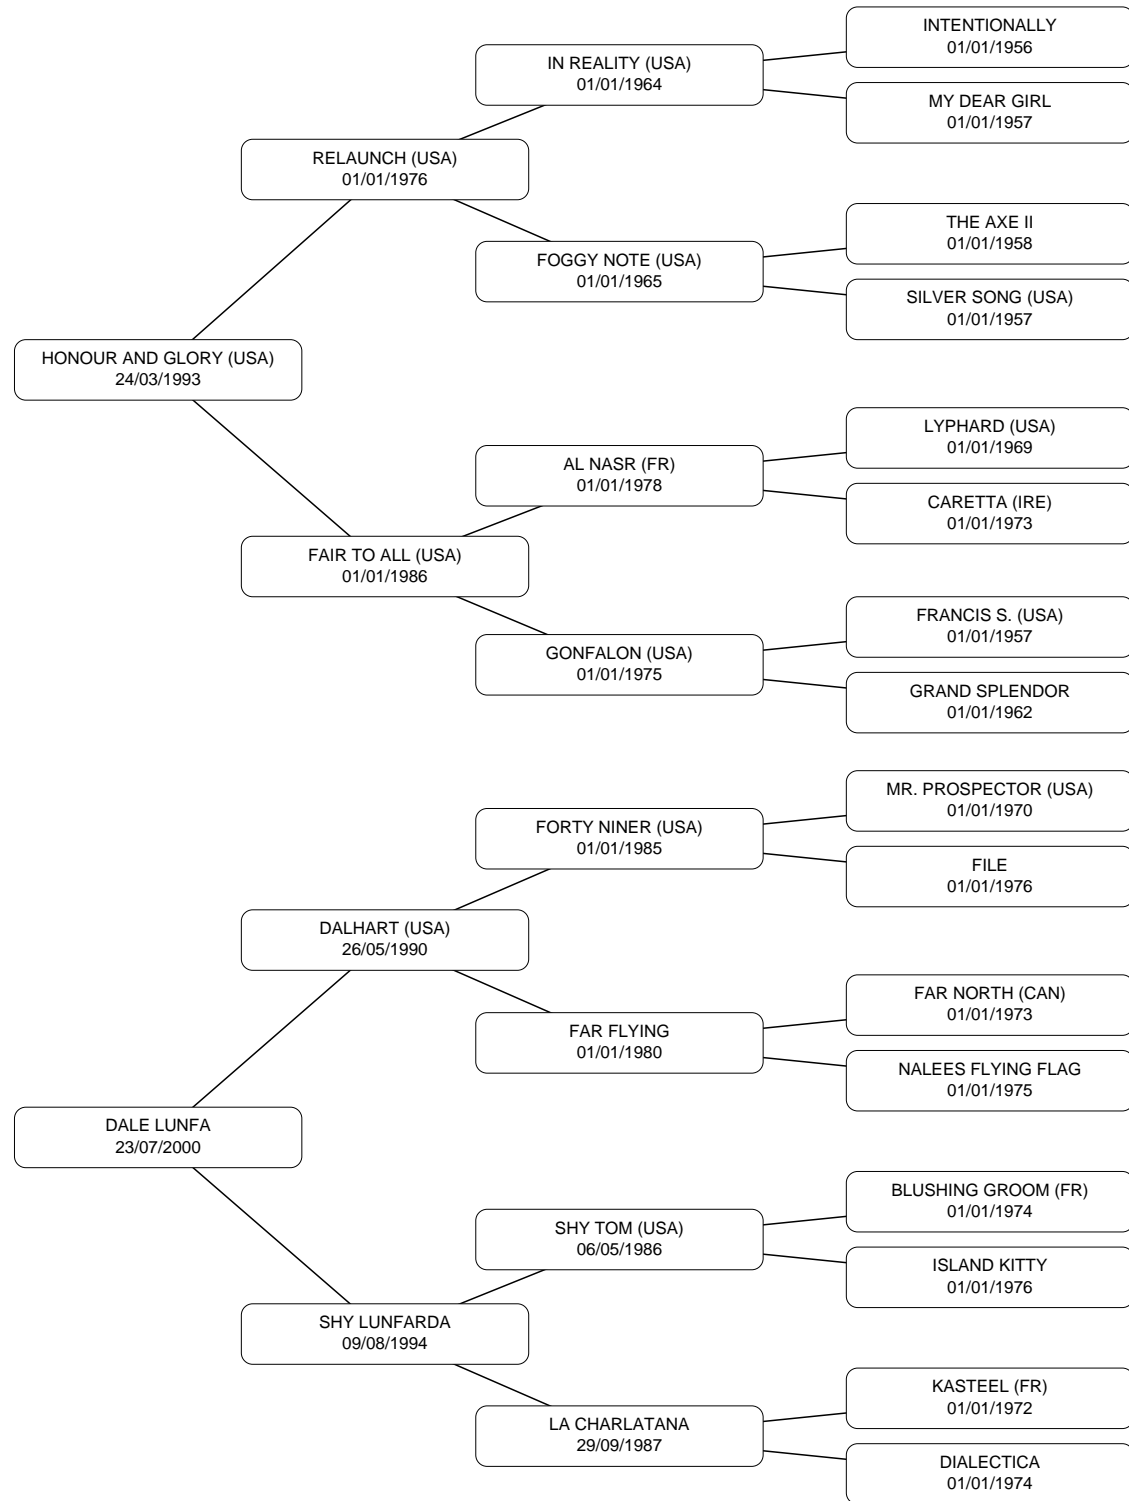 INTENTIONALLY
01/01/1956
IN REALITY (USA)
01/01/1964
MY DEAR GIRL
01/01/1957
RELAUNCH (USA)
01/01/1976
THE AXE II
01/01/1958
FOGGY NOTE (USA)
01/01/1965
SILVER SONG (USA)
01/01/1957
HONOUR AND GLORY (USA)
24/03/1993
LYPHARD (USA)
01/01/1969
AL NASR (FR)
01/01/1978
CARETTA (IRE)
01/01/1973
FAIR TO ALL (USA)
01/01/1986
FRANCIS S. (USA)
01/01/1957
GONFALON (USA)
01/01/1975
GRAND SPLENDOR
01/01/1962
MR. PROSPECTOR (USA)
01/01/1970
FORTY NINER (USA)
01/01/1985
FILE
01/01/1976
DALHART (USA)
26/05/1990
FAR NORTH (CAN)
01/01/1973
FAR FLYING
01/01/1980
NALEES FLYING FLAG
01/01/1975
DALE LUNFA
23/07/2000
BLUSHING GROOM (FR)
01/01/1974
SHY TOM (USA)
06/05/1986
ISLAND KITTY
01/01/1976
SHY LUNFARDA
09/08/1994
KASTEEL (FR)
01/01/1972
LA CHARLATANA
29/09/1987
DIALECTICA
01/01/1974